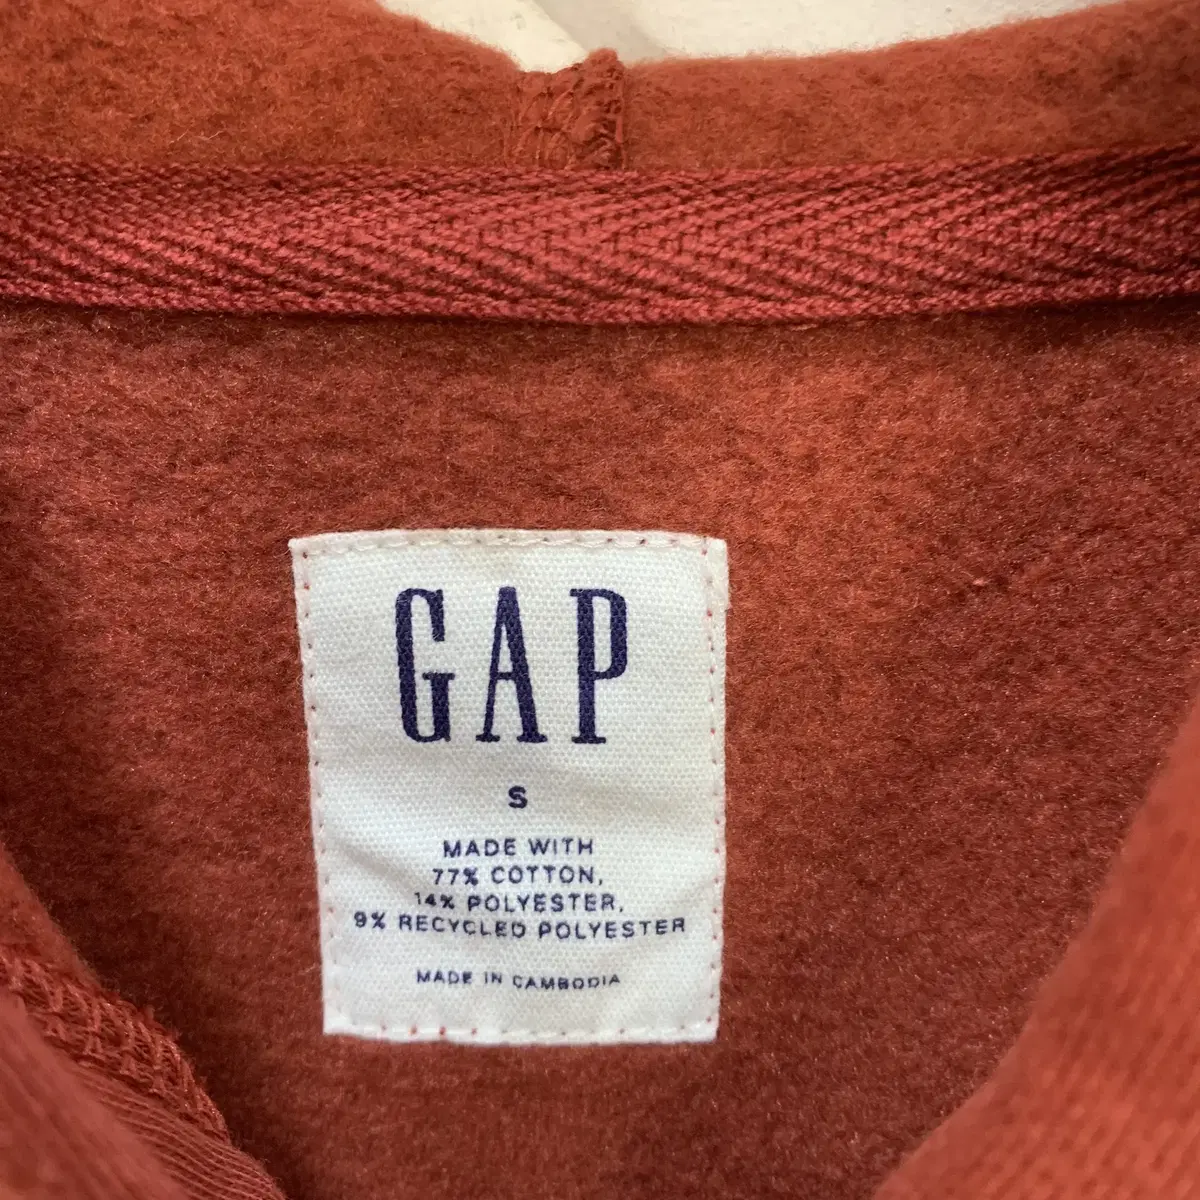 GAP
S
MADE WITH
77% COTTON,
14% POLYESTER,
9% RECYCLED POLYESTER
MADE IN CAMBODIA